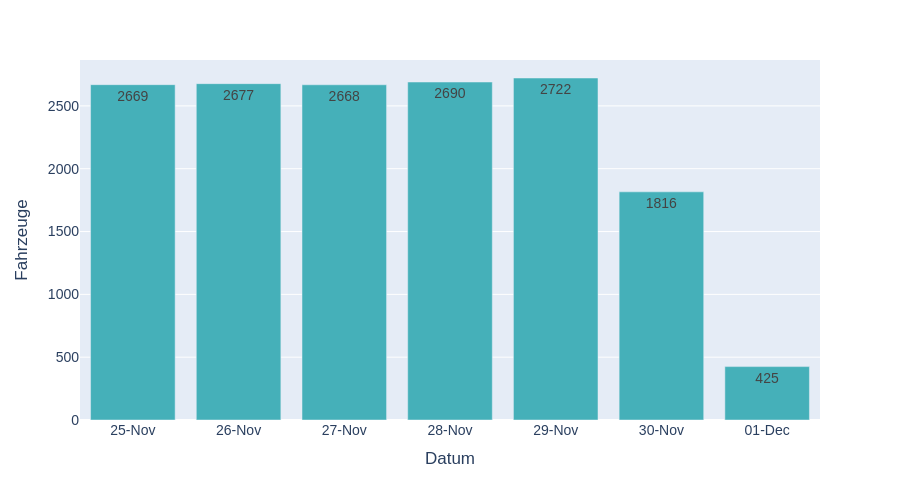 2669
2677
2668
2690
2722
1816
425
2500
2000
1500
1000
500
0
Fahrzeuge
25-Nov
26-Nov
27-Nov
28-Nov
29-Nov
30-Nov
01-Dec
Datum